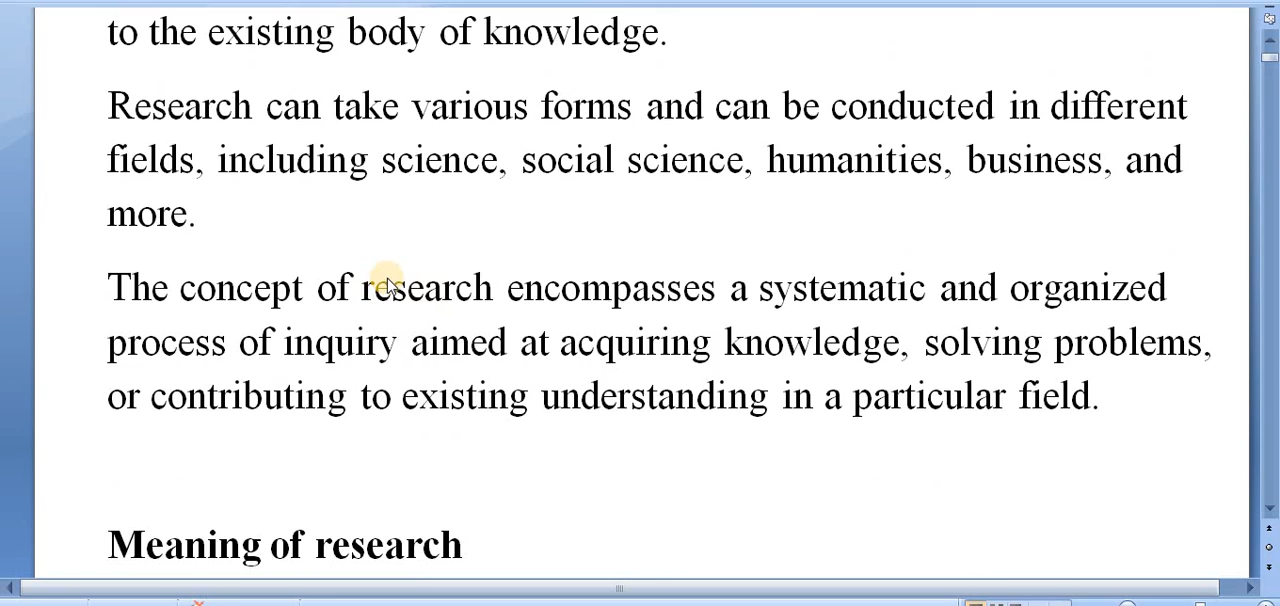 to the existing body of knowledge.
Research can take various forms and can be conducted in different
fields, including science, social science, humanities, business, and
more.
The concept of research encompasses a systematic and organized
process of inquiry aimed at acquiring knowledge, solving problems,
or contributing to existing understanding in a particular field.
Meaning of research